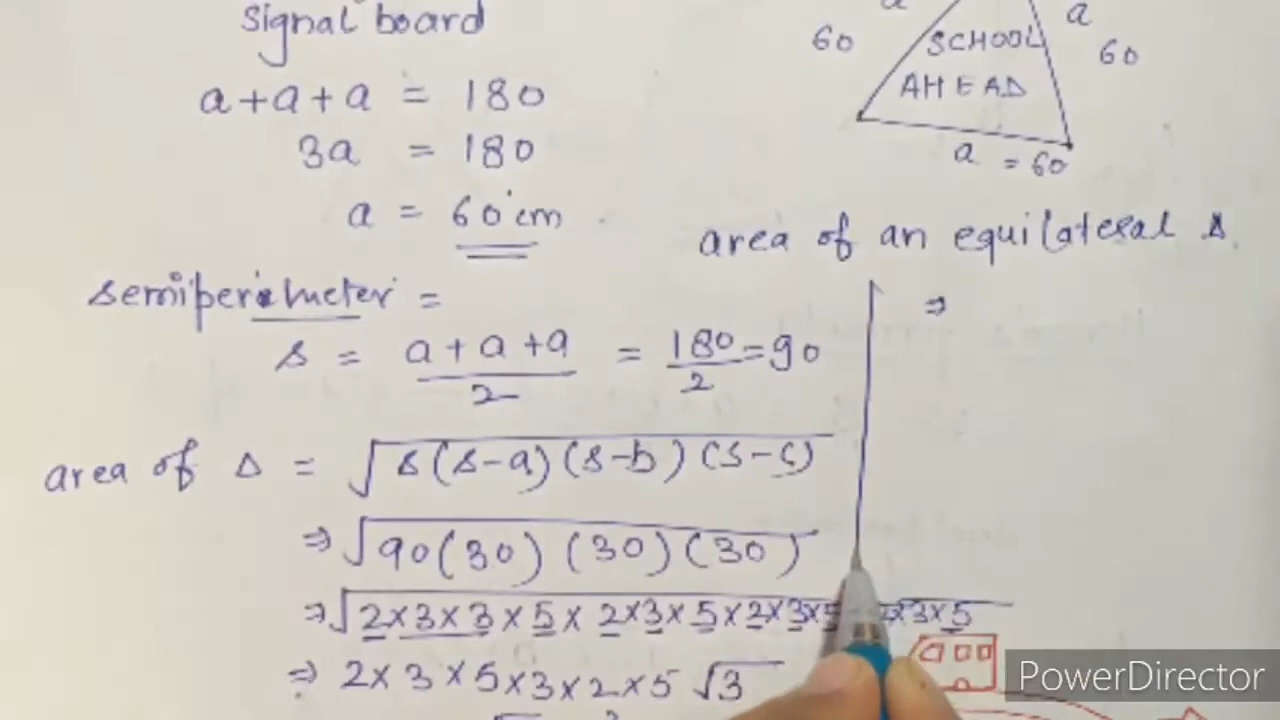 signal board
a + a + a = 180
3a = 180
a = 60 cm
a
60
a
60
SCHOOL
AHEAD
a = 60
semiperimeter =
s = a + a + a / 2 = 180 / 2 = 90
area of Δ = √s(s-a)(s-b)(s-c)
⇒ √90(30)(30)(30)
⇒ √2×3×3×5×2×3×5×2×3×5×2×3×5
⇒ 2×3×5×3×2×5√3
area of an equilateral Δ
⇒
PowerDirector